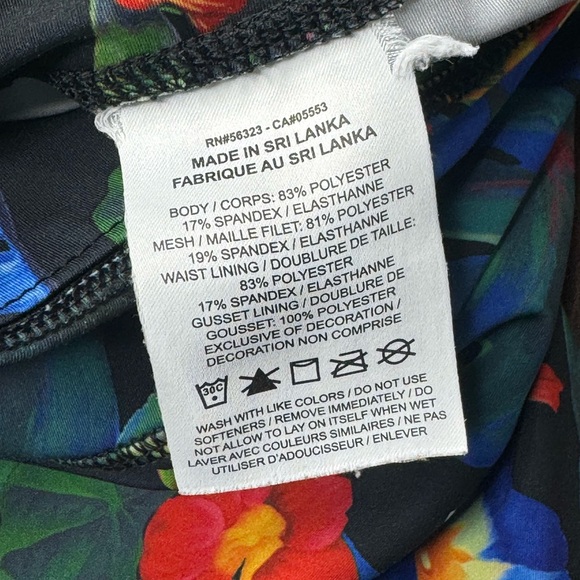 RN#56323 - CA#05553
MADE IN SRI LANKA
FABRIQUE AU SRI LANKA
BODY / CORPS: 83% POLYESTER
17% SPANDEX / ELASTHANNE
MESH / MAILLE FILET: 81% POLYESTER
19% SPANDEX / ELASTHANNE
WAIST LINING / DOUBLURE DE TAILLE:
83% POLYESTER
17% SPANDEX / ELASTHANNE
GUSSET LINING / DOUBLURE DE
GOUSSET: 100% POLYESTER
EXCLUSIVE OF DECORATION /
DECORATION NON COMPRISE
30C
WASH WITH LIKE COLORS / DO NOT USE
SOFTENERS / REMOVE IMMEDIATELY / DO
NOT ALLOW TO LAY ON ITSELF WHEN WET
LAVER AVEC COULEURS SIMILAIRES / NE PAS
UTILISER D'ADOUCISSEUR / ENLEVER